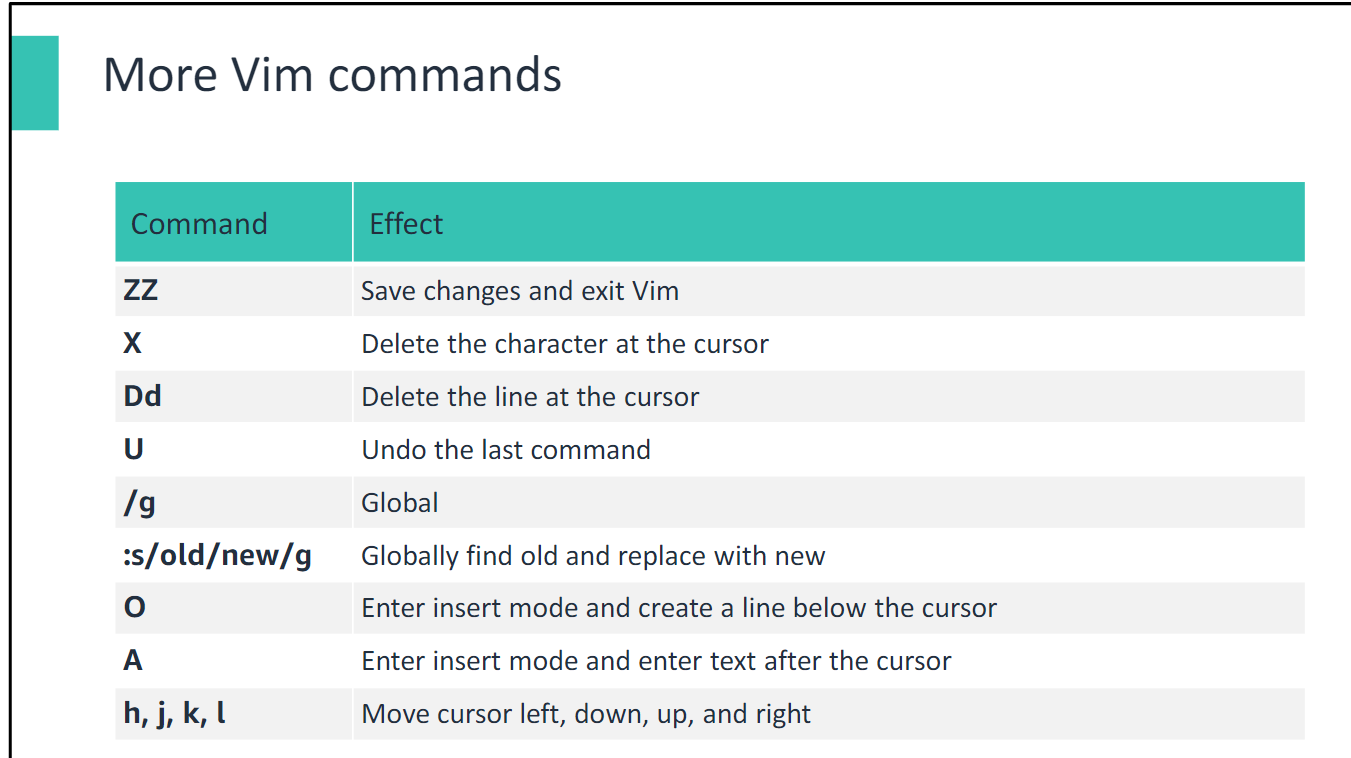 More Vim commands
Command Effect
ZZ Save changes and exit Vim
X Delete the character at the cursor
Dd Delete the line at the cursor
U Undo the last command
/g Global
:s/old/new/g Globally find old and replace with new
O Enter insert mode and create a line below the cursor
A Enter insert mode and enter text after the cursor
h, j, k, l Move cursor left, down, up, and right